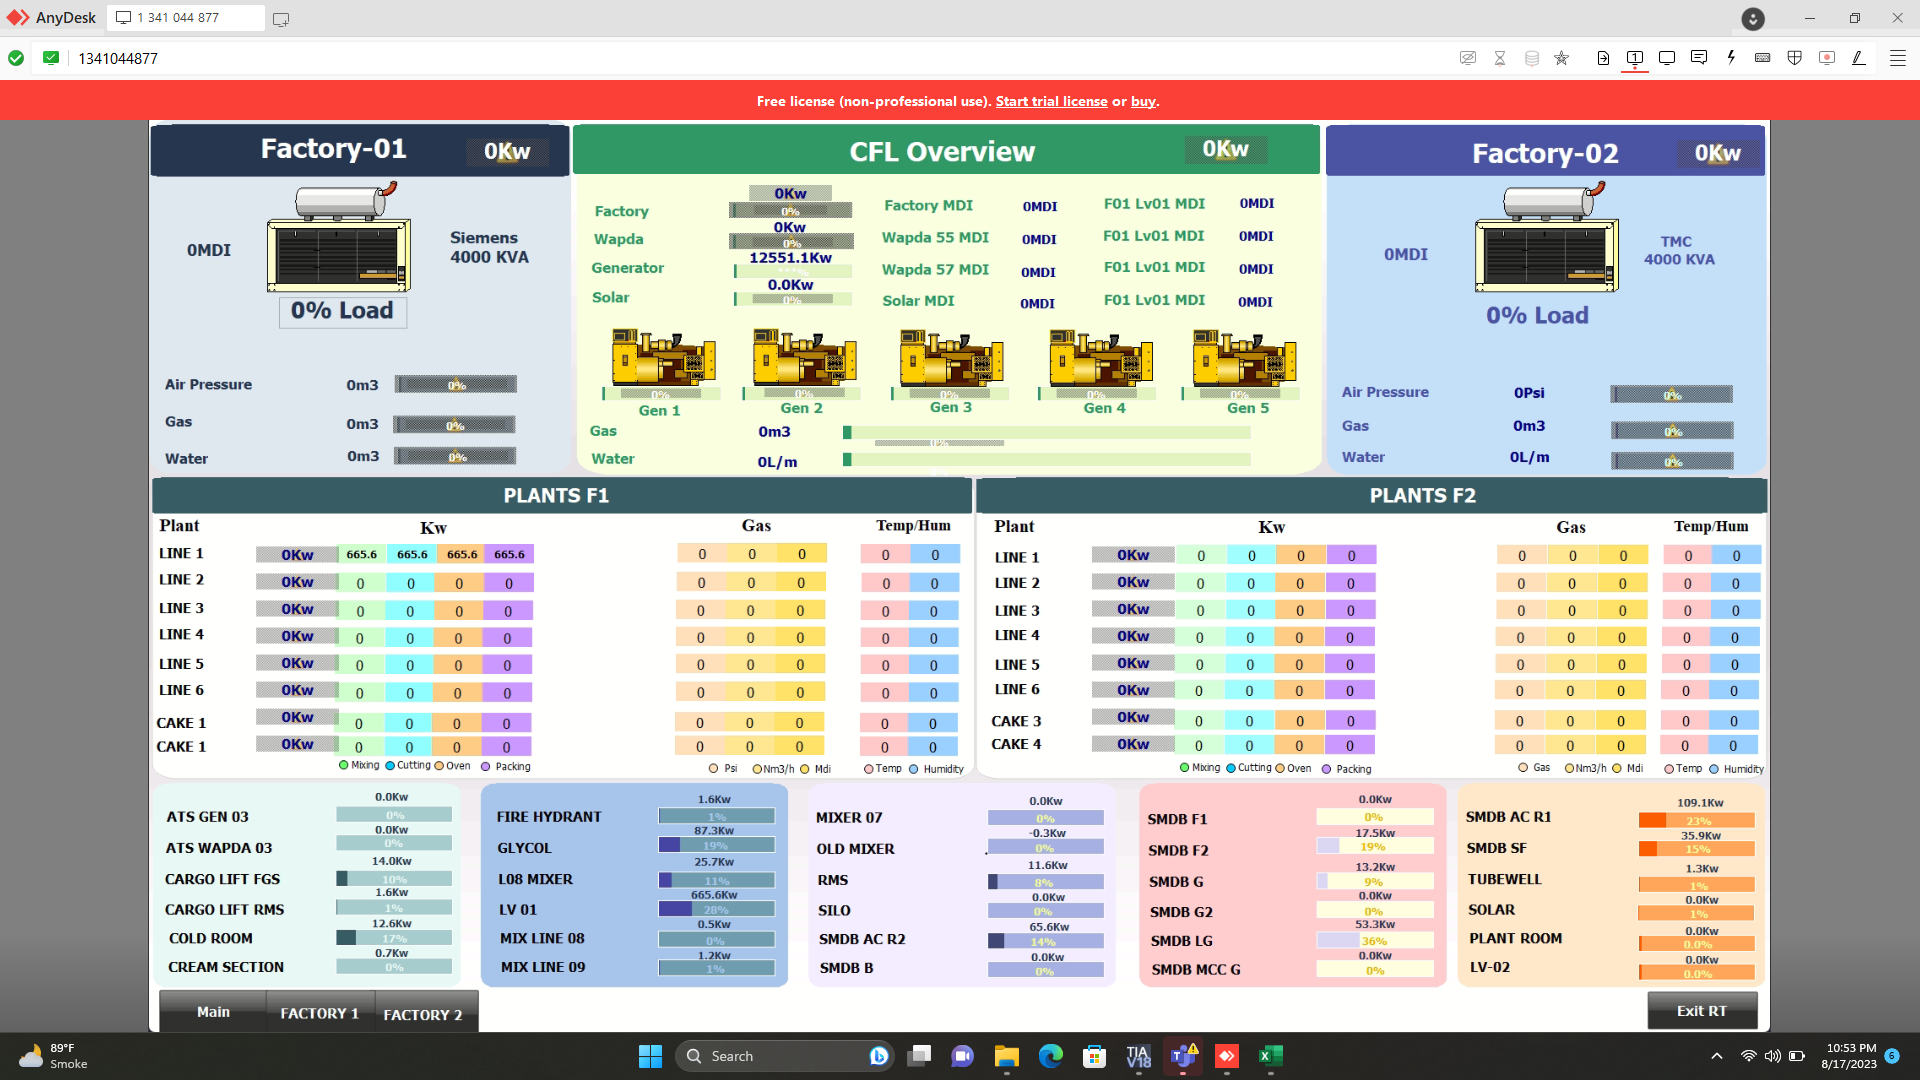 AnyDesk
1 341 044 877
1341044877
Free license (non-professional use). Start trial license or buy.
Factory-01
0Kw
CFL Overview
0Kw
Factory-02
0Kw
0MDI
Siemens
4000 KVA
0% Load
Air Pressure 0m3 0%
Gas 0m3 0%
Water 0m3 0%
Factory 0Kw 0%
Wapda 0Kw 0%
Generator 12551.1Kw
Solar 0.0Kw 0%
Factory MDI 0MDI F01 Lv01 MDI 0MDI
Wapda 55 MDI 0MDI F01 Lv01 MDI 0MDI
Wapda 57 MDI 0MDI F01 Lv01 MDI 0MDI
Solar MDI 0MDI F01 Lv01 MDI 0MDI
0% 0% 0% 0% 0%
Gen 1 Gen 2 Gen 3 Gen 4 Gen 5
Gas 0m3 0%
Water 0L/m
0MDI
TMC
4000 KVA
0% Load
Air Pressure 0Psi 0%
Gas 0m3 0%
Water 0L/m 0%
PLANTS F1
Plant Kw Gas Temp/Hum
LINE 1 0Kw 665.6 665.6 665.6 665.6 0 0 0 0 0
LINE 2 0Kw 0 0 0 0 0 0 0 0 0
LINE 3 0Kw 0 0 0 0 0 0 0 0 0
LINE 4 0Kw 0 0 0 0 0 0 0 0 0
LINE 5 0Kw 0 0 0 0 0 0 0 0 0
LINE 6 0Kw 0 0 0 0 0 0 0 0 0
CAKE 1 0Kw 0 0 0 0 0 0 0 0 0
CAKE 1 0Kw 0 0 0 0 0 0 0 0 0
Mixing Cutting Oven Packing Psi Nm3/h Mdi Temp Humidity
PLANTS F2
Plant Kw Gas Temp/Hum
LINE 1 0Kw 0 0 0 0 0 0 0 0 0
LINE 2 0Kw 0 0 0 0 0 0 0 0 0
LINE 3 0Kw 0 0 0 0 0 0 0 0 0
LINE 4 0Kw 0 0 0 0 0 0 0 0 0
LINE 5 0Kw 0 0 0 0 0 0 0 0 0
LINE 6 0Kw 0 0 0 0 0 0 0 0 0
CAKE 3 0Kw 0 0 0 0 0 0 0 0 0
CAKE 4 0Kw 0 0 0 0 0 0 0 0 0
Mixing Cutting Oven Packing Gas Nm3/h Mdi Temp Humidity
0.0Kw
ATS GEN 03 0%
0.0Kw
ATS WAPDA 03 0%
14.0Kw
CARGO LIFT FGS 10%
1.6Kw
CARGO LIFT RMS 1%
12.6Kw
COLD ROOM 17%
0.7Kw
CREAM SECTION 0%
1.6Kw
FIRE HYDRANT 1%
87.3Kw
GLYCOL 19%
25.7Kw
L08 MIXER 11%
665.6Kw
LV 01 28%
0.5Kw
MIX LINE 08 0%
1.2Kw
MIX LINE 09 1%
0.0Kw
MIXER 07 0%
-0.3Kw
OLD MIXER 0%
11.6Kw
RMS 8%
0.0Kw
SILO 0%
65.6Kw
SMDB AC R2 14%
0.0Kw
SMDB B 0%
0.0Kw
SMDB F1 0%
17.5Kw
SMDB F2 19%
13.2Kw
SMDB G 9%
0.0Kw
SMDB G2 0%
53.3Kw
SMDB LG 36%
0.0Kw
SMDB MCC G 0%
109.1Kw
SMDB AC R1 23%
35.9Kw
SMDB SF 15%
1.3Kw
TUBEWELL 1%
0.0Kw
SOLAR 1%
0.0Kw
PLANT ROOM 0.0%
0.0Kw
LV-02 0.0%
Main FACTORY 1 FACTORY 2 Exit RT
89°F
Smoke
Search
TIA
V18
10:53 PM
8/17/2023
6